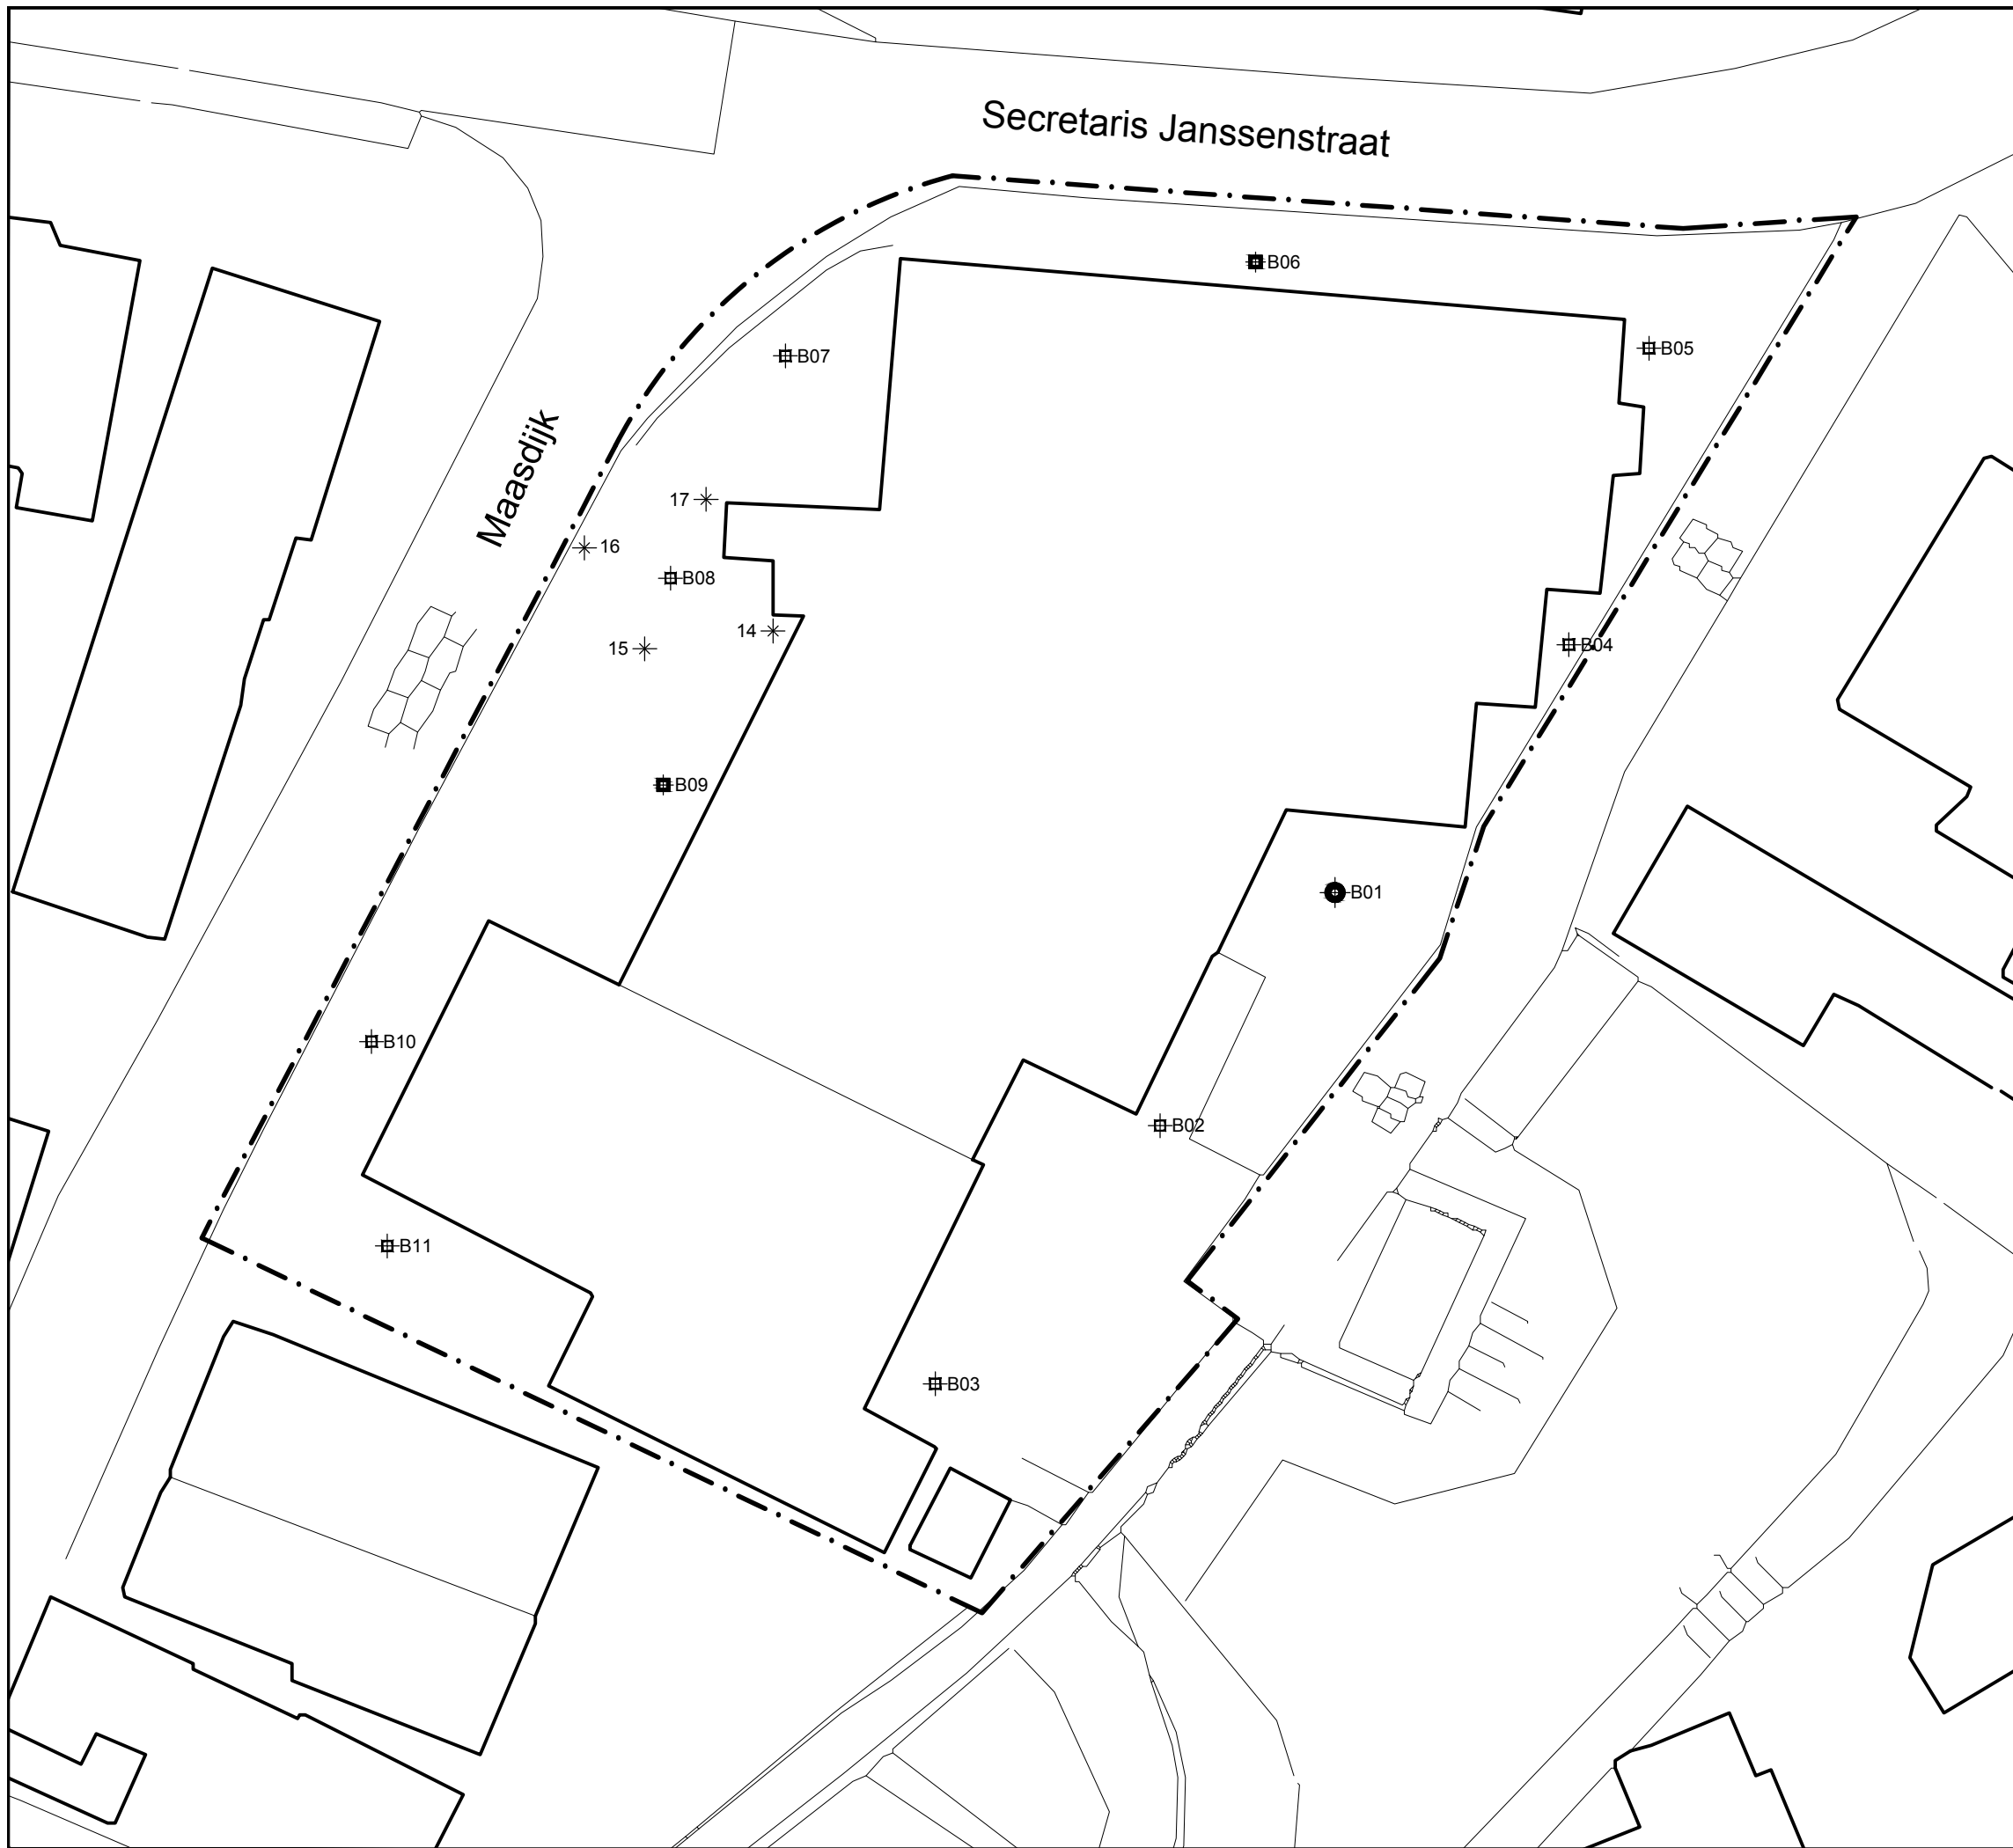 Secretaris Janssenstraat
B06
B05
B07
Maasdijk
17
16
B08
14
15
B04
B09
B01
B10
B02
B11
B03